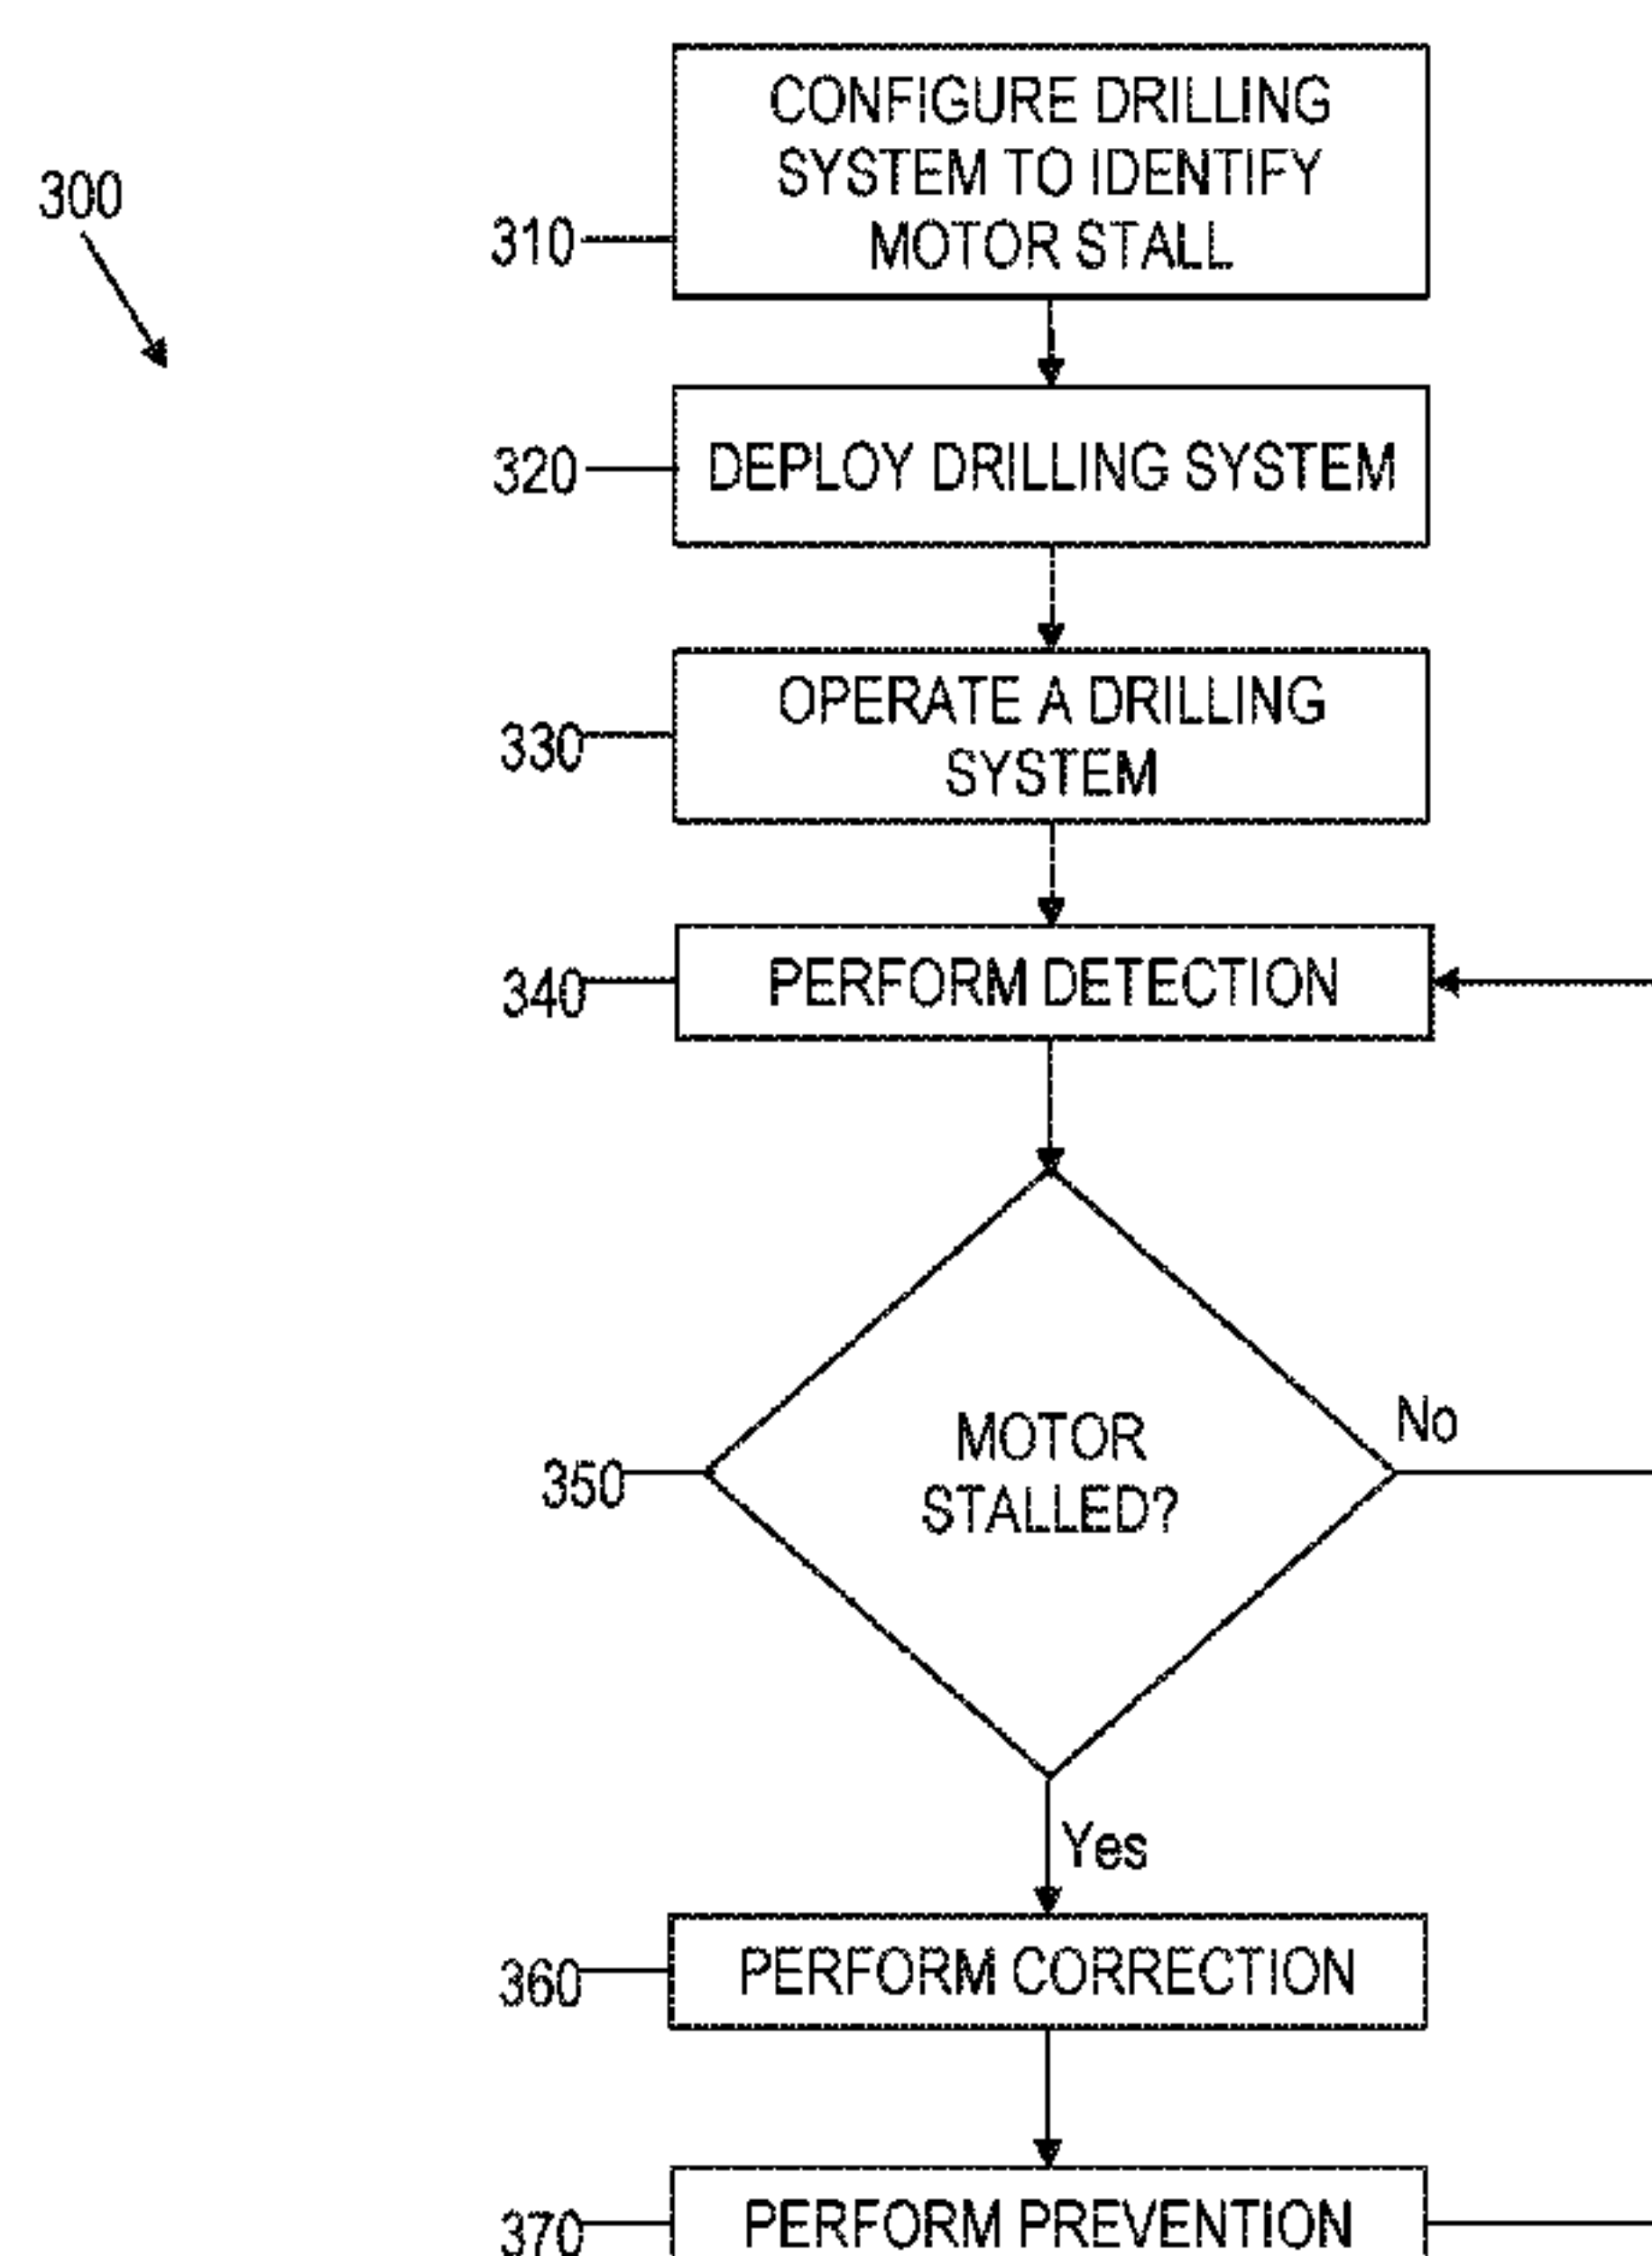 300
CONFIGURE DRILLING
SYSTEM TO IDENTIFY
MOTOR STALL
310
320
DEPLOY DRILLING SYSTEM
330
OPERATE A DRILLING
SYSTEM
340
PERFORM DETECTION
350
MOTOR
STALLED?
No
Yes
360
PERFORM CORRECTION
370
PERFORM PREVENTION